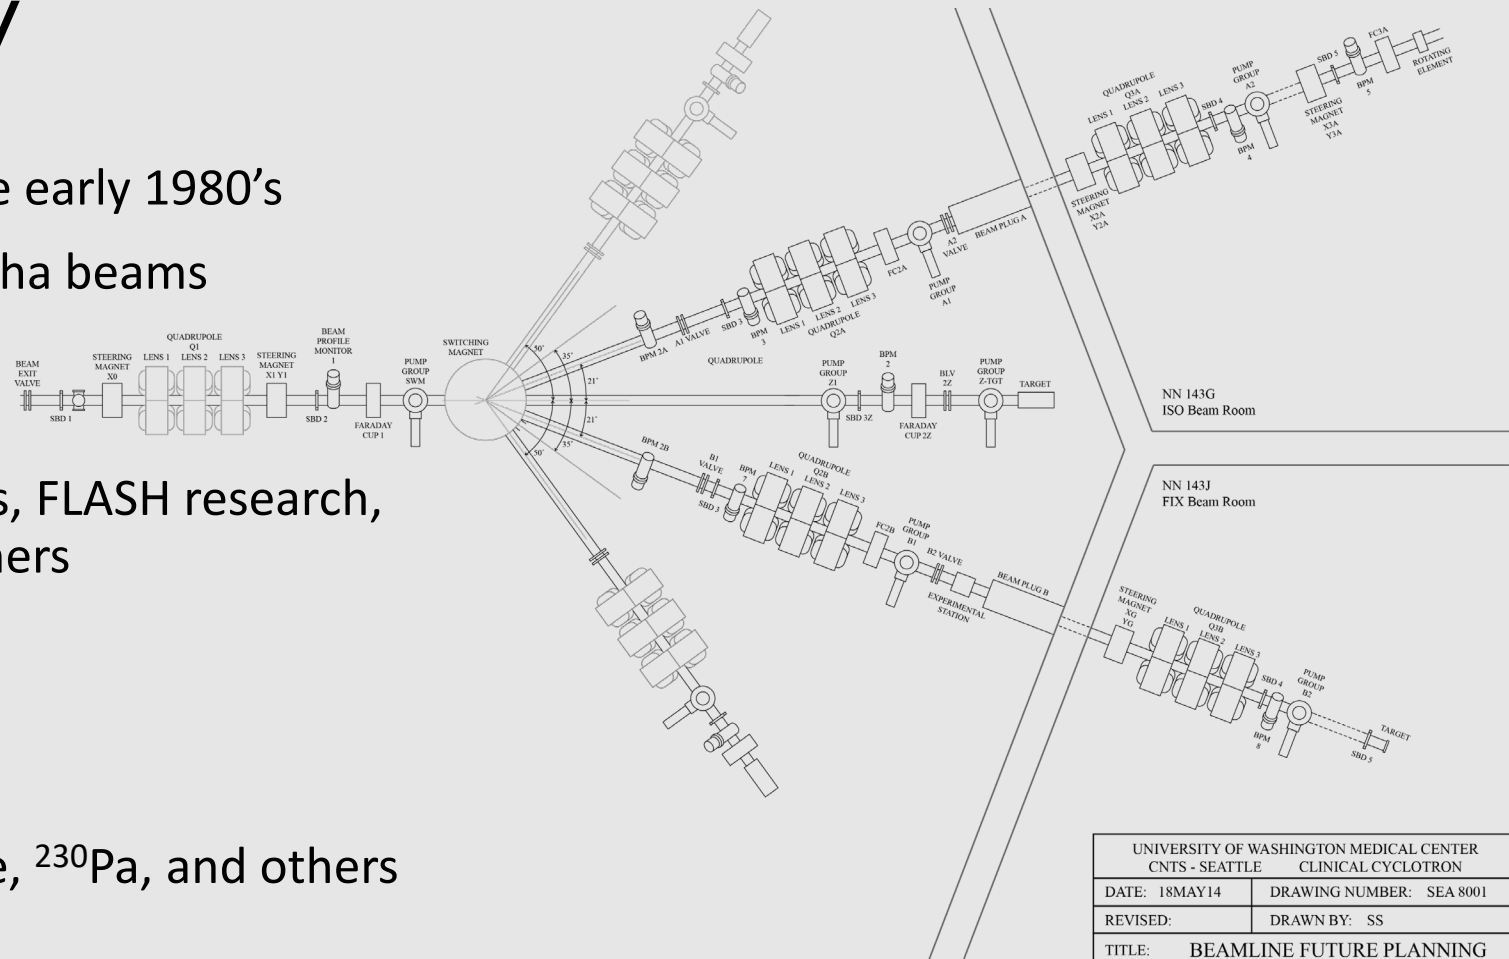 y
e early 1980's
ha beams
s, FLASH research,
ners
e, ²³⁰Pa, and others
BEAM
EXIT
VALVE
SBD 1
STEERING
MAGNET
X0
QUADRUPOLE
Q1
LENS 1 LENS 2 LENS 3
STEERING
MAGNET
X1 Y1
SBD 2
BEAM
PROFILE
MONITOR
1
FARADAY
CUP 1
PUMP
GROUP
SWM
SWITCHING
MAGNET
50˚
35˚
21˚
21˚
35˚
50˚
BPM 2A
A1 VALVE
SBD 3
BPM
3
LENS 1
LENS 2
LENS 3
QUADRUPOLE
Q2A
FC2A
PUMP
GROUP
A1
A2
VALVE
BEAM PLUG A
STEERING
MAGNET
X2A
Y2A
QUADRUPOLE
Q3A
LENS 1
LENS 2
LENS 3
SBD 4
BPM
4
PUMP
GROUP
A2
STEERING
MAGNET
X3A
Y3A
SBD 5
BPM
5
FC3A
ROTATING
ELEMENT
QUADRUPOLE
PUMP
GROUP
Z1
SBD 3Z
BPM
2
FARADAY
CUP 2Z
BLV
2Z
PUMP
GROUP
Z-TGT
TARGET
BPM 2B
B1
VALVE
SBD 3
BPM
7
LENS 1
QUADRUPOLE
Q2B
LENS 2
LENS 3
FC2B
PUMP
GROUP
B1
B2 VALVE
EXPERIMENTAL
STATION
BEAM PLUG B
STEERING
MAGNET
XG
YG
LENS 1
QUADRUPOLE
Q3B
LENS 2
LENS 3
SBD 4
BPM
8
PUMP
GROUP
B2
SBD 5
TARGET
NN 143G
ISO Beam Room
NN 143J
FIX Beam Room
UNIVERSITY OF WASHINGTON MEDICAL CENTER
CNTS - SEATTLE CLINICAL CYCLOTRON
DATE: 18MAY14 DRAWING NUMBER: SEA 8001
REVISED: DRAWN BY: SS
TITLE: BEAMLINE FUTURE PLANNING